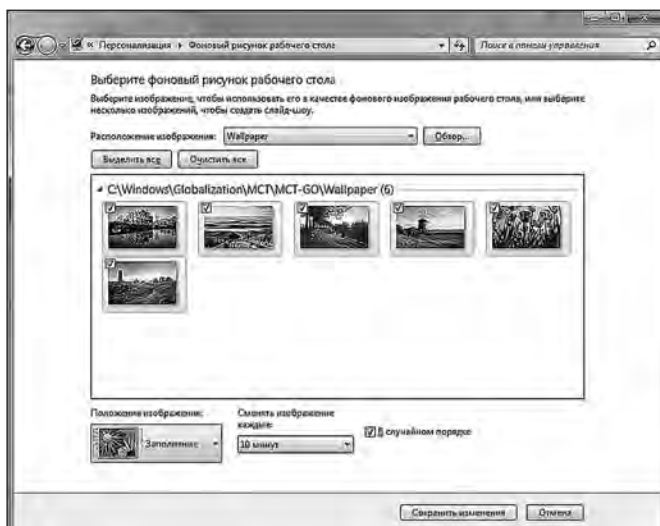 « Персонализация ▸ Фоновый рисунок рабочего стола
Поиск в панели управления
Выберите фоновый рисунок рабочего стола
Выберите изображение, чтобы использовать его в качестве фонового изображения рабочего стола, или выберите
несколько изображений, чтобы создать слайд-шоу.
Расположение изображения: Wallpaper Обзор...
Выделить все Очистить все
C:\Windows\Globalization\MCT\MCT-GO\Wallpaper (6)
Положение изображения: Сменять изображение
каждые:
Заполнение 10 минут В случайном порядке
Сохранить изменения Отмена